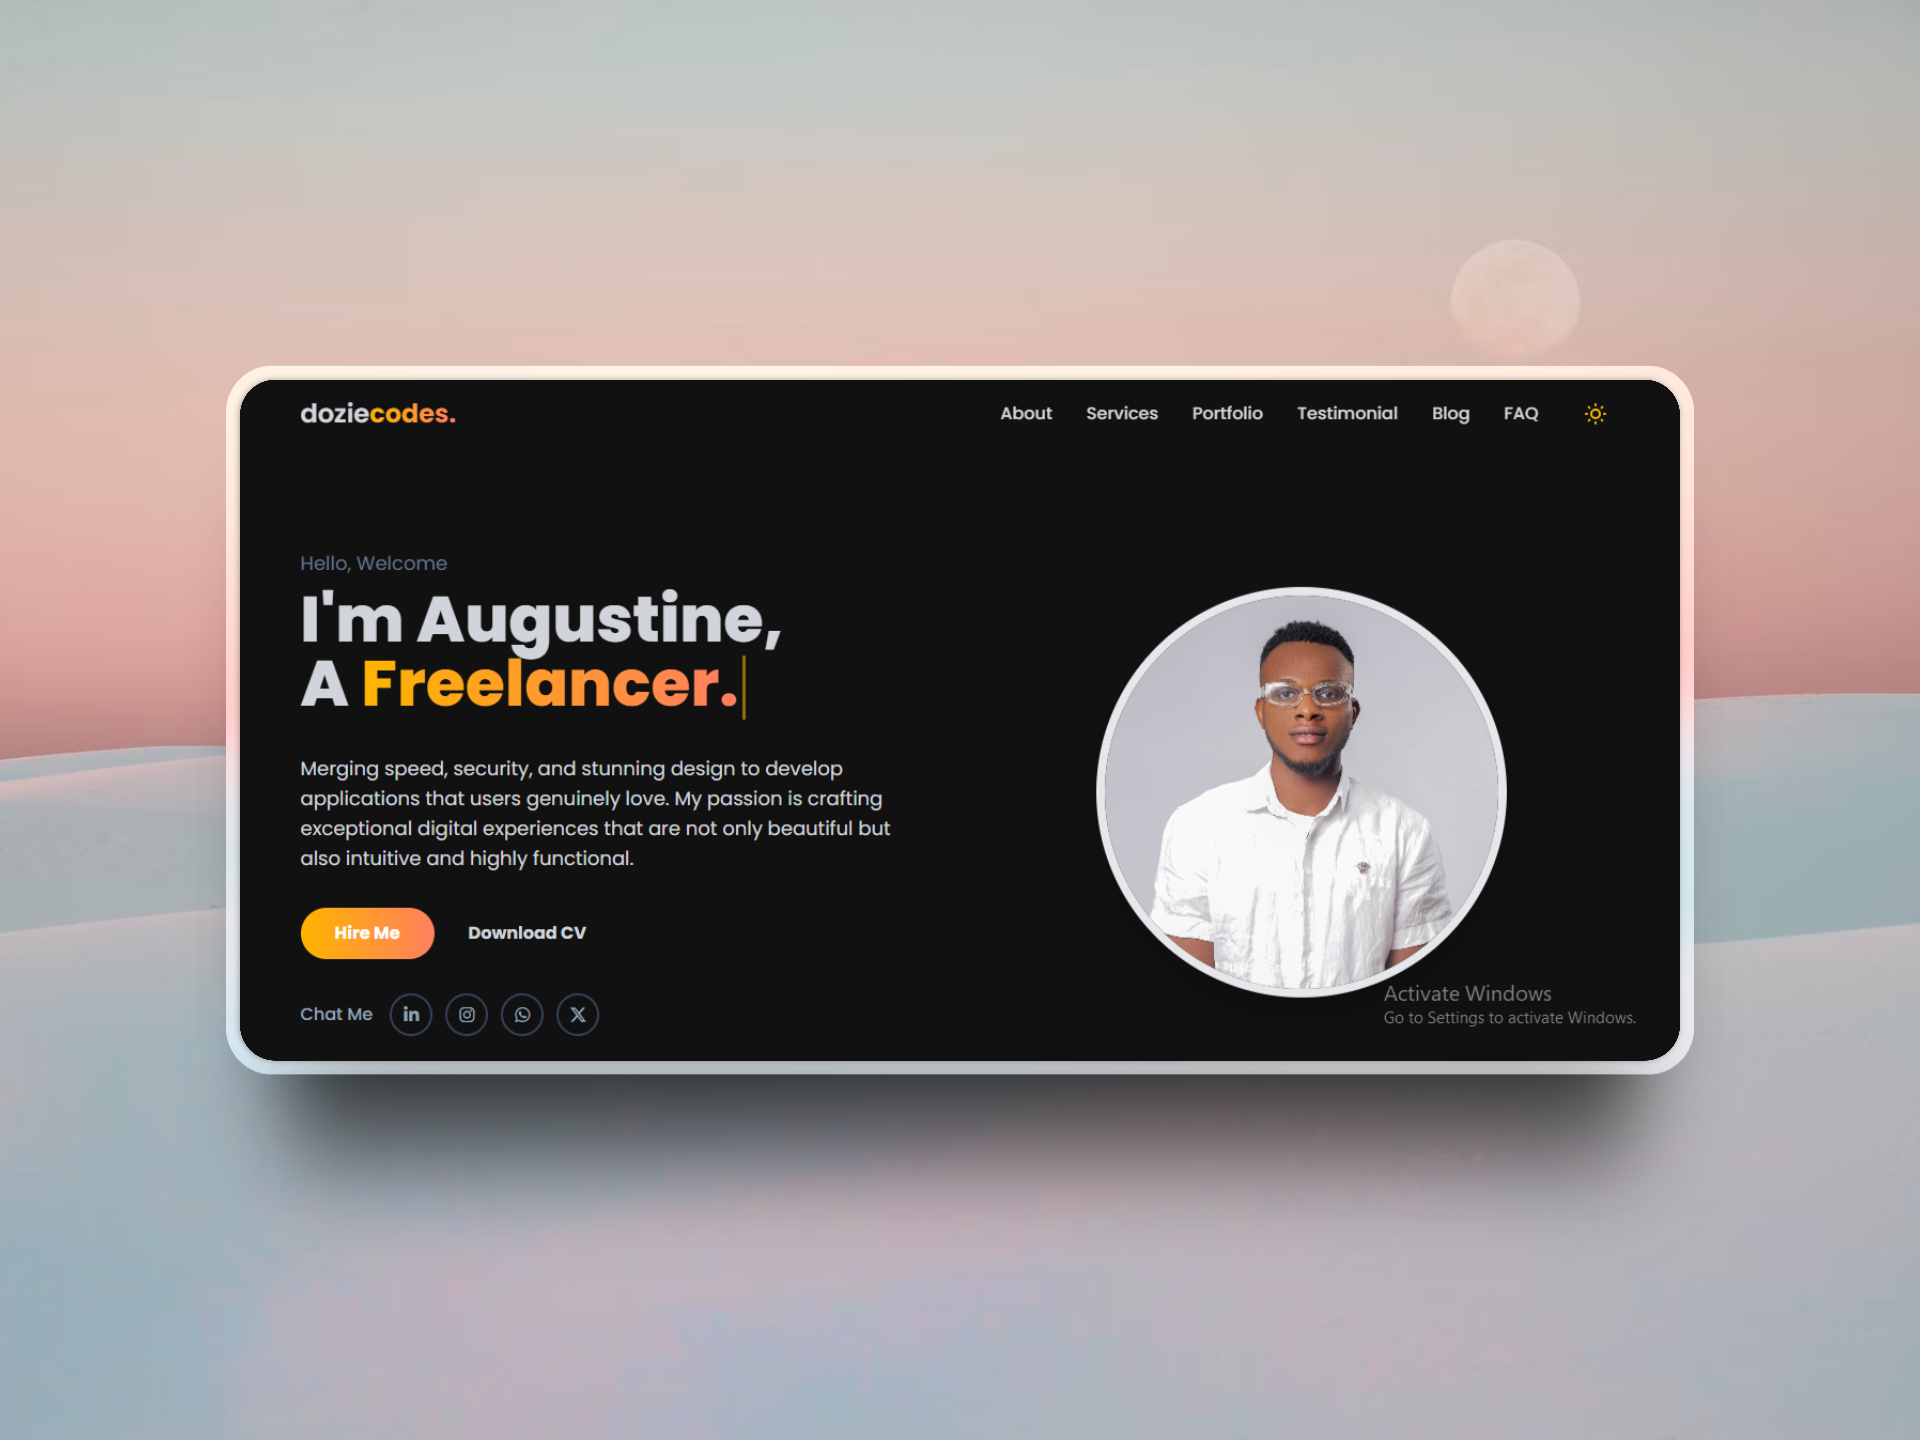 doziecodes.
About Services Portfolio Testimonial Blog FAQ
Hello, Welcome
I'm Augustine,
A Freelancer.
Merging speed, security, and stunning design to develop
applications that users genuinely love. My passion is crafting
exceptional digital experiences that are not only beautiful but
also intuitive and highly functional.
Hire Me Download CV
Chat Me
Activate Windows
Go to Settings to activate Windows.